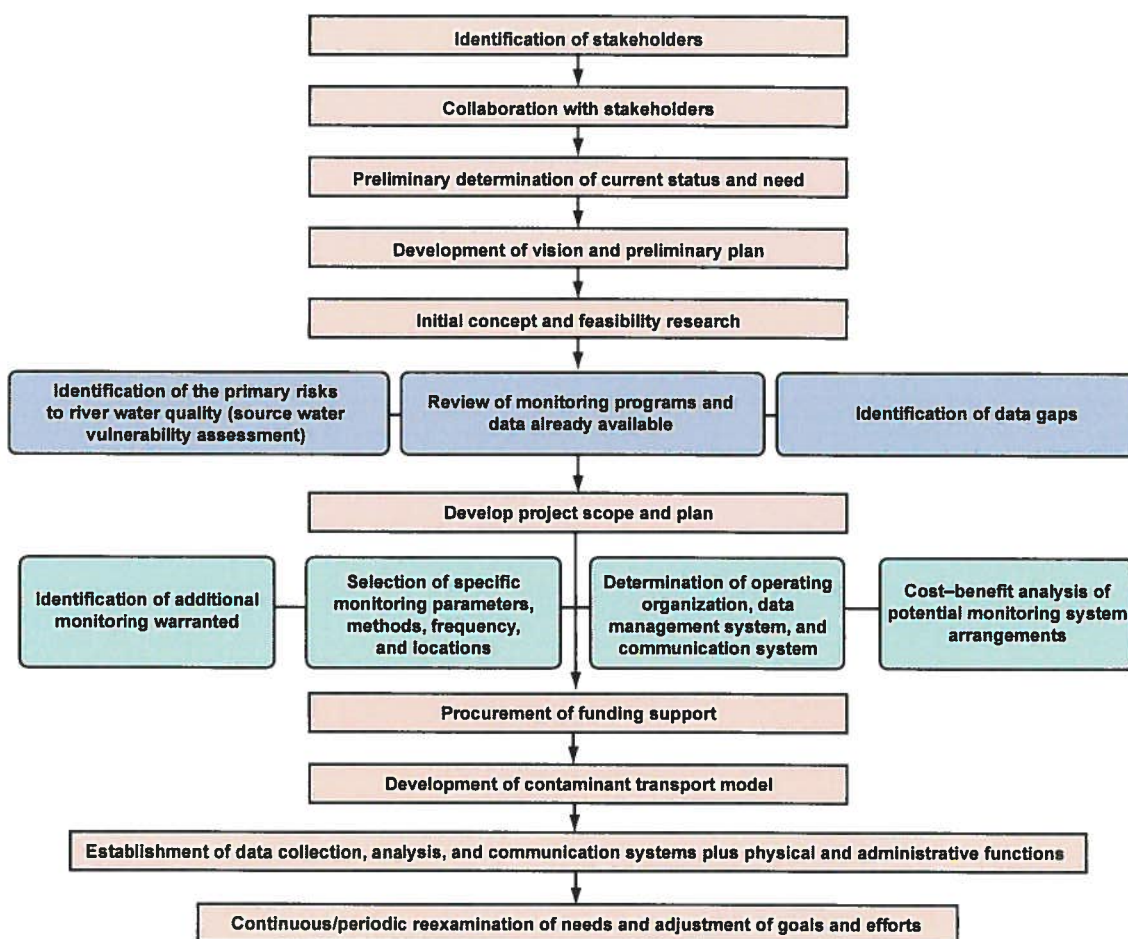 Identification of stakeholders
Collaboration with stakeholders
Preliminary determination of current status and need
Development of vision and preliminary plan
Initial concept and feasibility research
Identification of the primary risks
to river water quality (source water
vulnerability assessment)
Review of monitoring programs and
data already available
Identification of data gaps
Develop project scope and plan
Identification of additional
monitoring warranted
Selection of specific
monitoring parameters,
methods, frequency,
and locations
Determination of operating
organization, data
management system, and
communication system
Cost–benefit analysis of
potential monitoring system
arrangements
Procurement of funding support
Development of contaminant transport model
Establishment of data collection, analysis, and communication systems plus physical and administrative functions
Continuous/periodic reexamination of needs and adjustment of goals and efforts